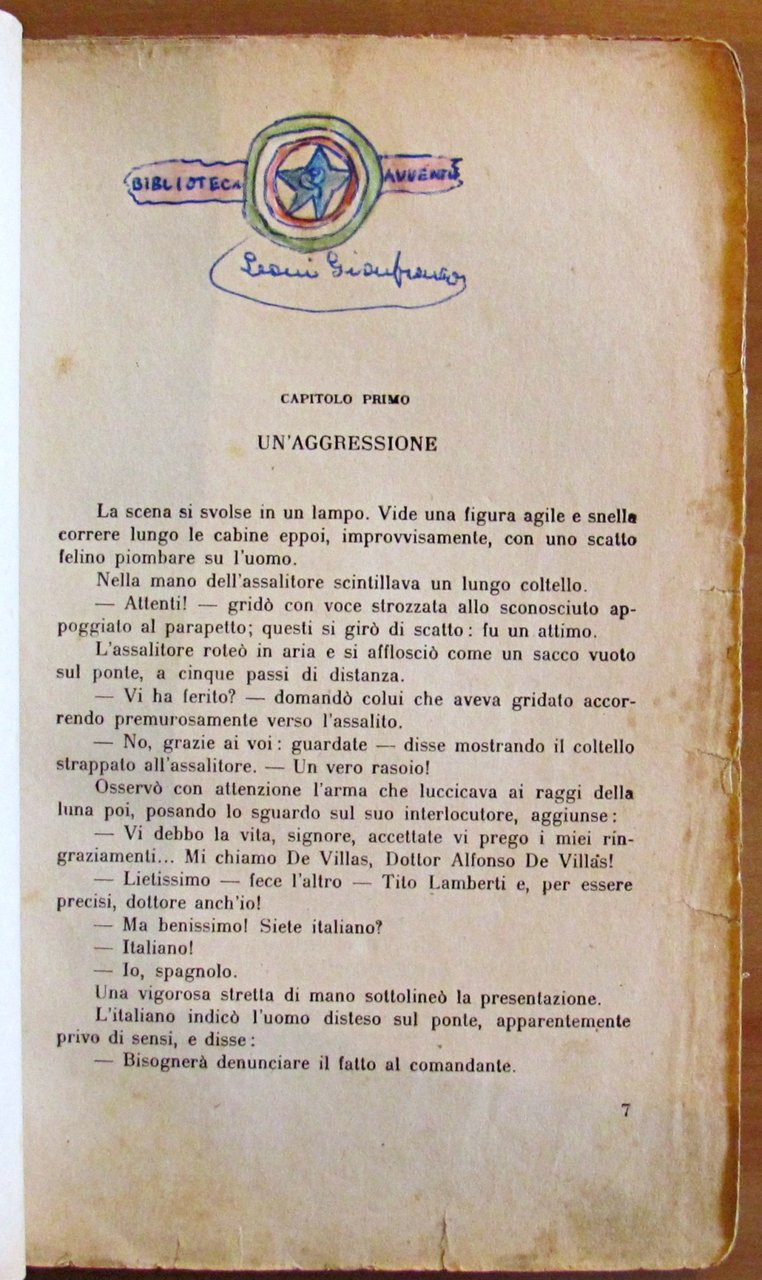 BIBLIOTECA AVVENTU
Leoni Gianfranco
CAPITOLO PRIMO
UN'AGGRESSIONE
La scena si svolse in un lampo. Vide una figura agile e snella
correre lungo le cabine eppoi, improvvisamente, con uno scatto
felino piombare su l'uomo.
Nella mano dell'assalitore scintillava un lungo coltello.
— Attenti! — gridò con voce strozzata allo sconosciuto ap-
poggiato al parapetto; questi si girò di scatto: fu un attimo.
L'assalitore roteò in aria e si afflosciò come un sacco vuoto
sul ponte, a cinque passi di distanza.
— Vi ha ferito? — domandò colui che aveva gridato accor-
rendo premurosamente verso l'assalito.
— No, grazie ai voi: guardate — disse mostrando il coltello
strappato all'assalitore. — Un vero rasoio!
Osservò con attenzione l'arma che luccicava ai raggi della
luna poi, posando lo sguardo sul suo interlocutore, aggiunse:
— Vi debbo la vita, signore, accettate vi prego i miei rin-
graziamenti... Mi chiamo De Villas, Dottor Alfonso De Villas!
— Lietissimo — fece l'altro — Tito Lamberti e, per essere
precisi, dottore anch'io!
— Ma benissimo! Siete italiano?
— Italiano!
— Io, spagnolo.
Una vigorosa stretta di mano sottolineò la presentazione.
L'italiano indicò l'uomo disteso sul ponte, apparentemente
privo di sensi, e disse:
— Bisognerà denunciare il fatto al comandante.
7